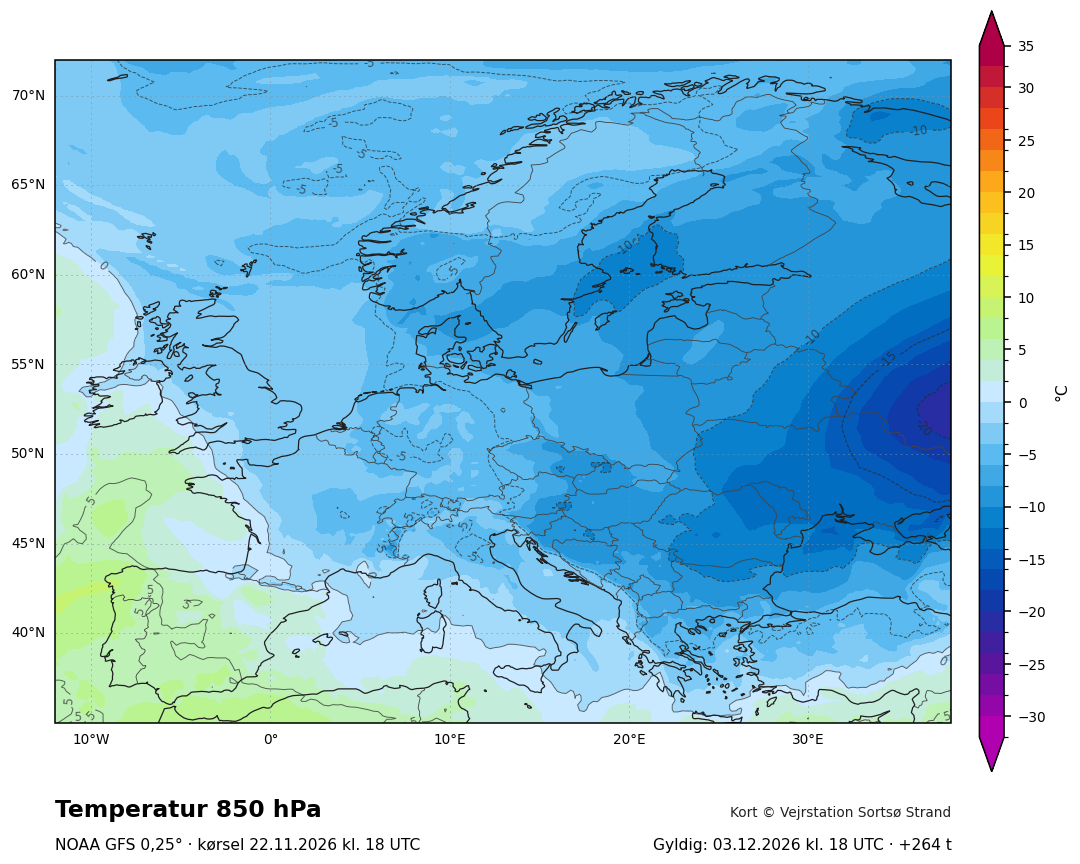 35
30
25
20
15
10
5
0
−5
−10
−15
−20
−25
−30
°C
70°N
65°N
60°N
55°N
50°N
45°N
40°N
10°W
0°
10°E
20°E
30°E
Temperatur 850 hPa
Kort © Vejrstation Sortsø Strand
NOAA GFS 0,25° · kørsel 22.11.2026 kl. 18 UTC
Gyldig: 03.12.2026 kl. 18 UTC · +264 t